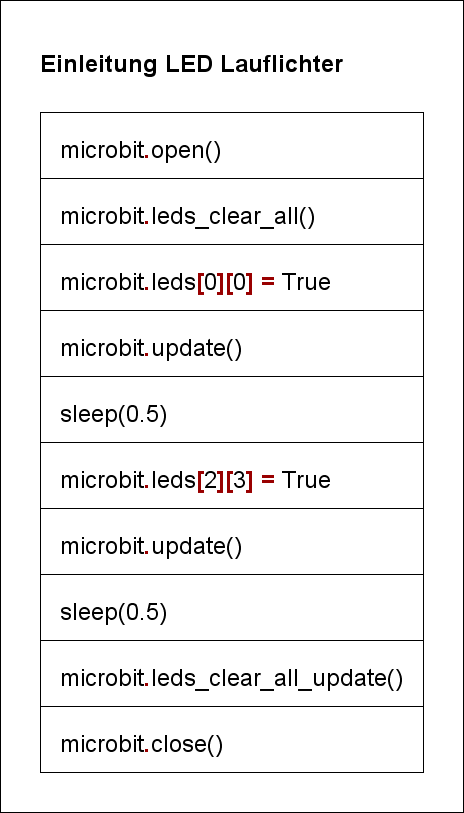 Einleitung LED Lauflichter
microbit.open()
microbit.leds_clear_all()
microbit.leds[0][0] = True
microbit.update()
sleep(0.5)
microbit.leds[2][3] = True
microbit.update()
sleep(0.5)
microbit.leds_clear_all_update()
microbit.close()